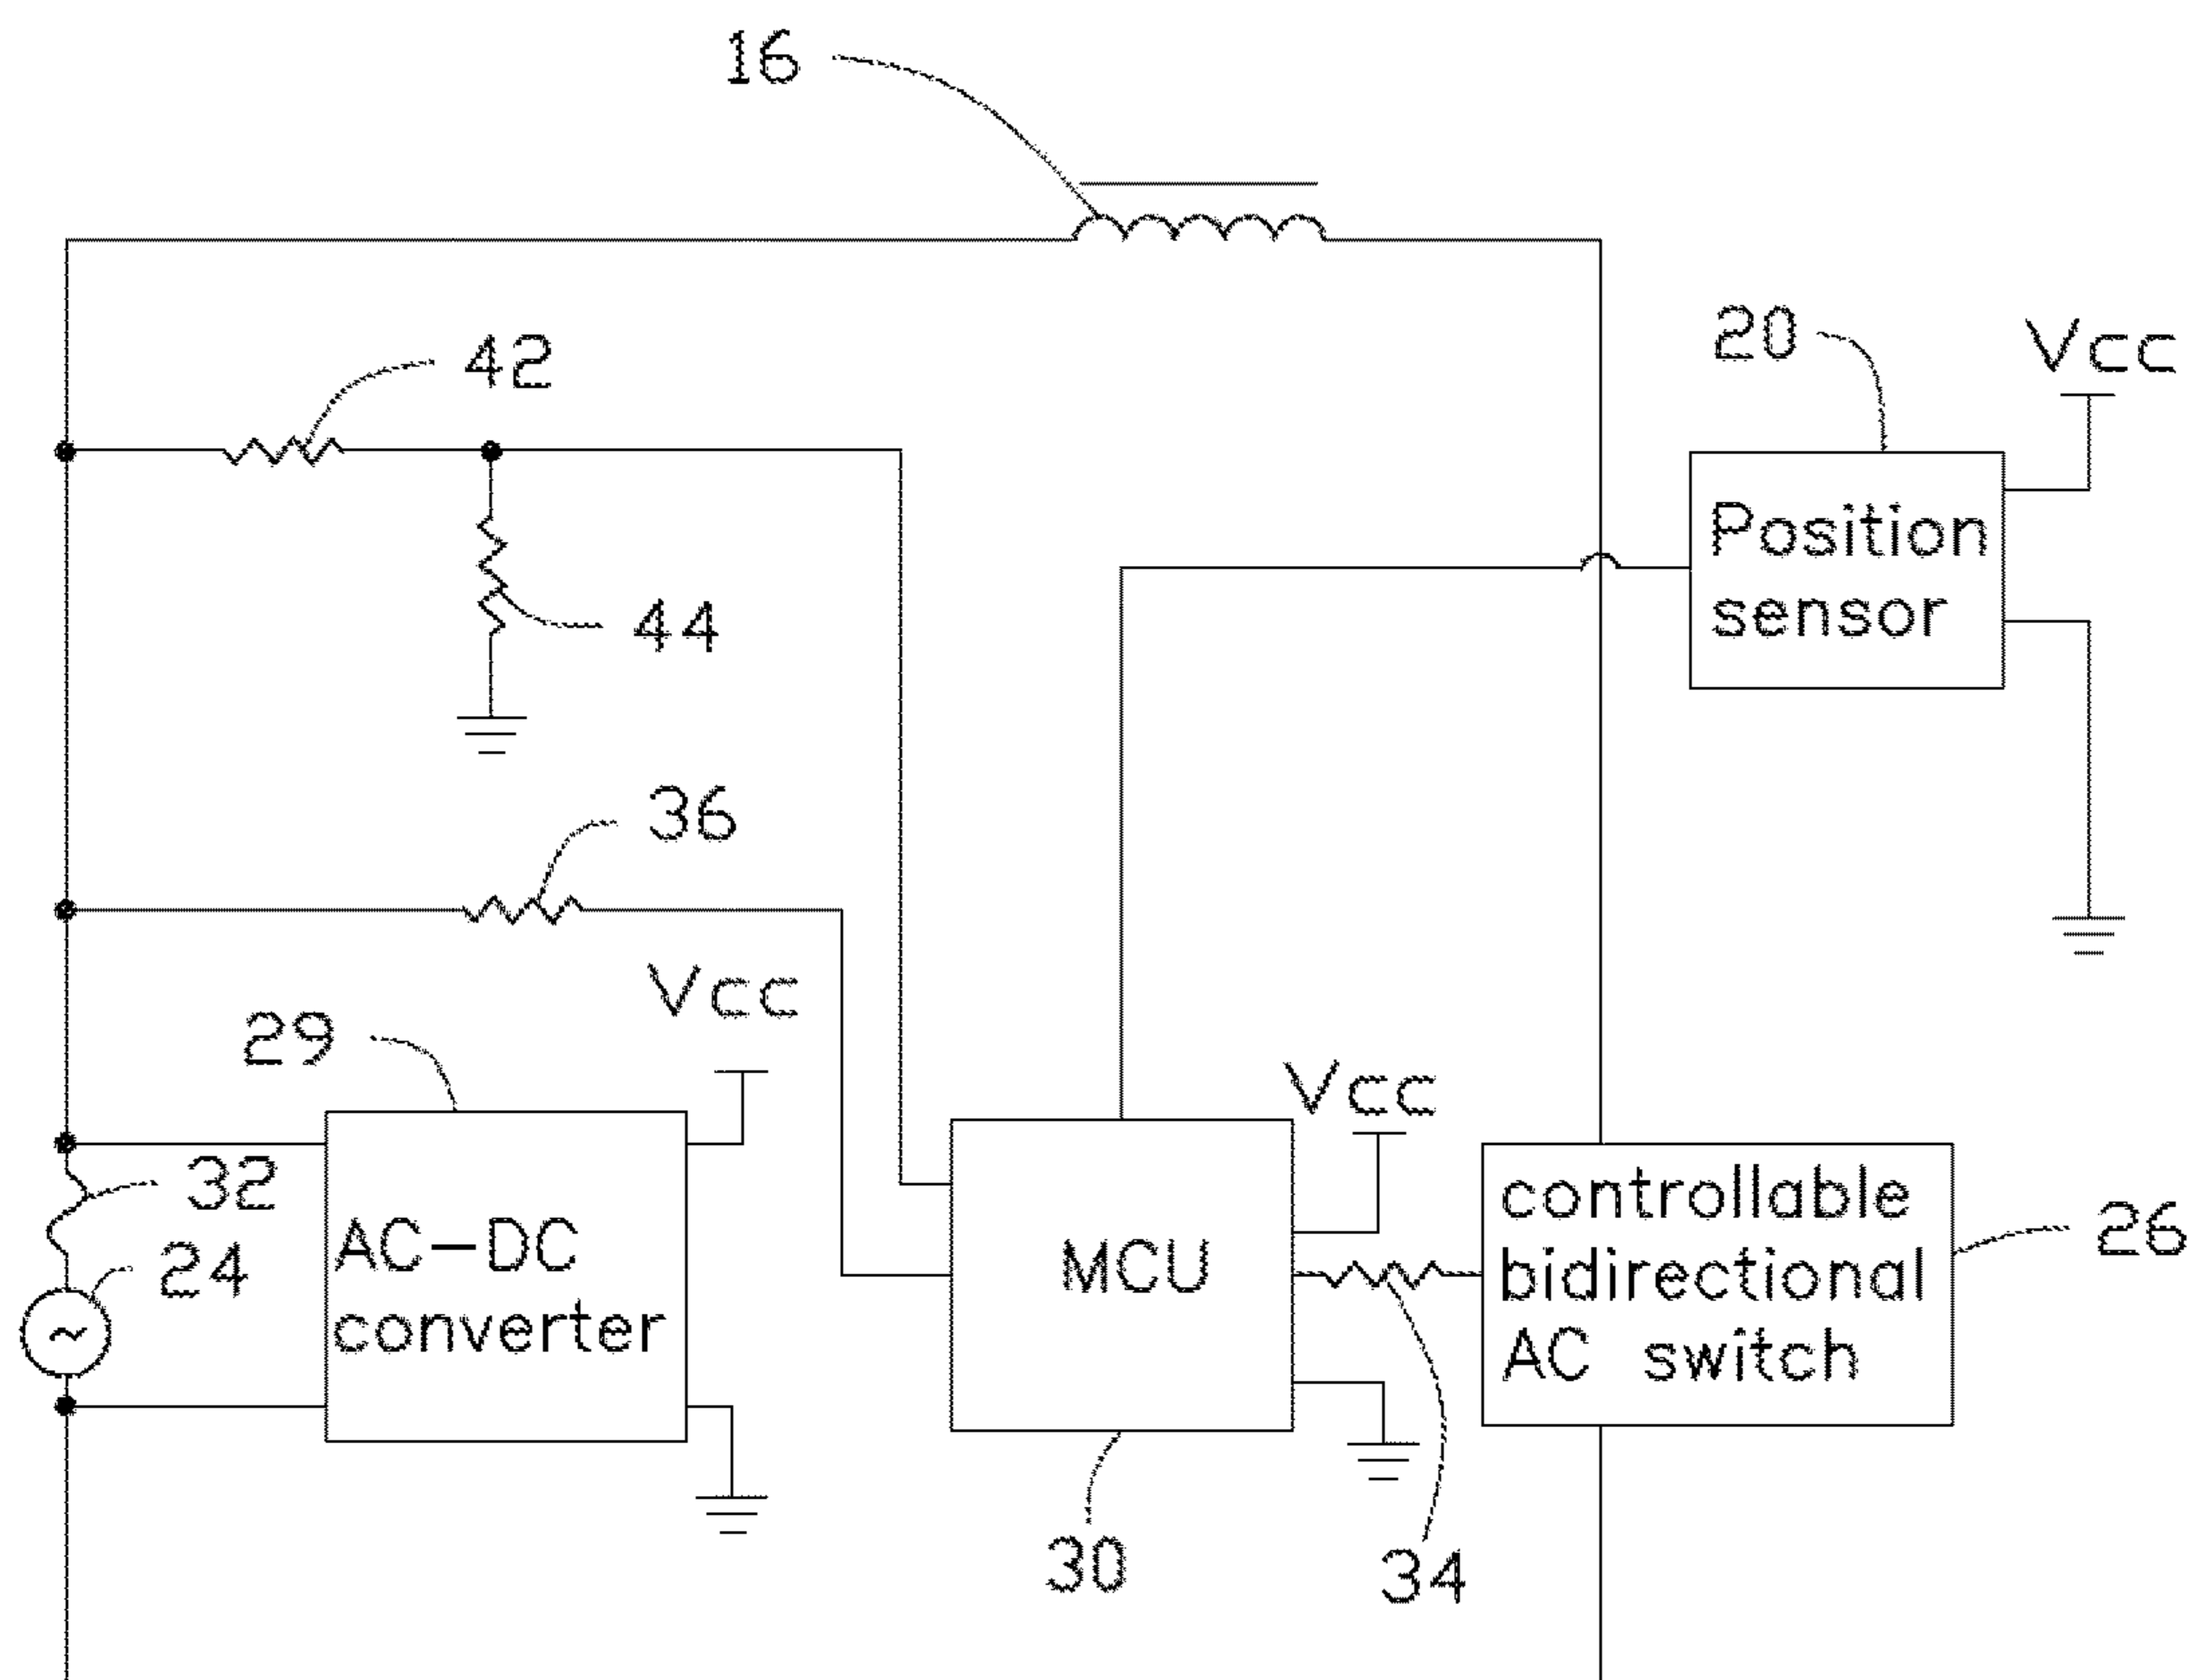 16
20
Vcc
42
44
36
Vcc
29
Vcc
32
24
AC-DC
converter
MCU
controllable
bidirectional
AC switch
26
Position
sensor
30
34